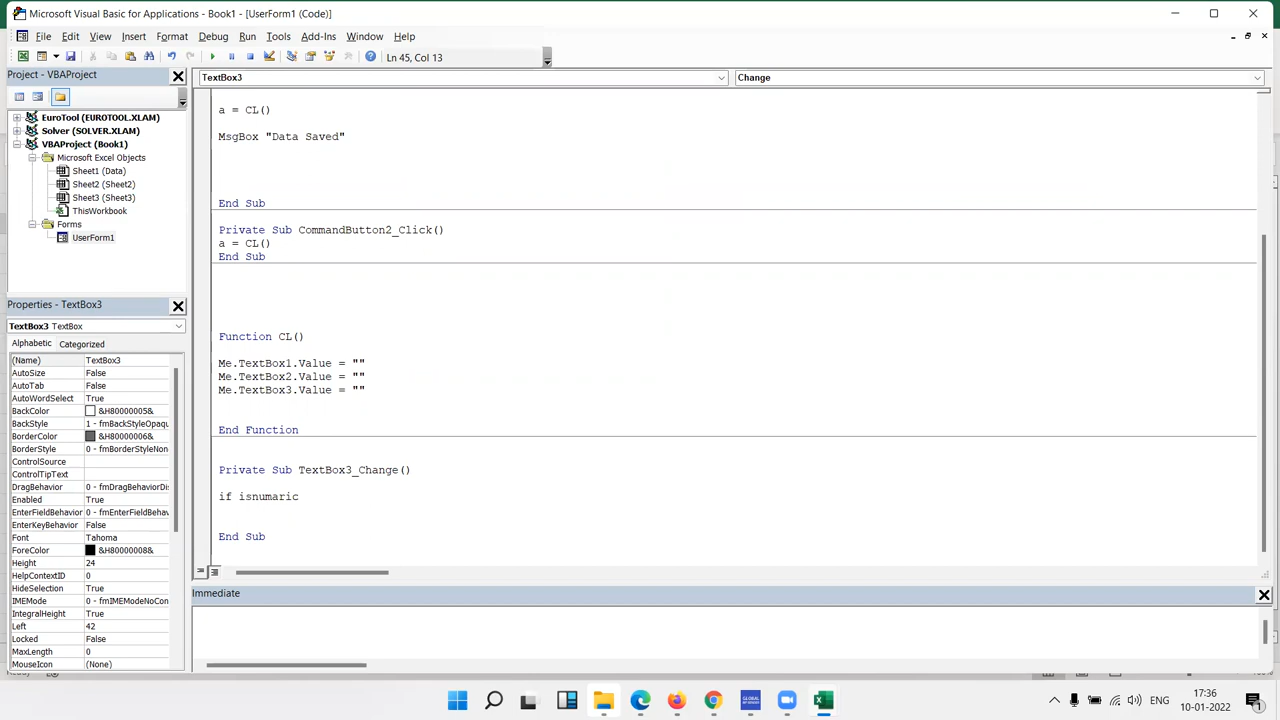 Microsoft Visual Basic for Applications - Book1 - [UserForm1 (Code)]
File Edit View Insert Format Debug Run Tools Add-Ins Window Help
Ln 45, Col 13
Project - VBAProject
TextBox3
Change
EuroTool (EUROTOOL.XLAM)
Solver (SOLVER.XLAM)
VBAProject (Book1)
Microsoft Excel Objects
Sheet1 (Data)
Sheet2 (Sheet2)
Sheet3 (Sheet3)
ThisWorkbook
Forms
UserForm1
Properties - TextBox3
TextBox3 TextBox
Alphabetic Categorized
(Name) TextBox3
AutoSize False
AutoTab False
AutoWordSelect True
BackColor &H80000005&
BackStyle 1 - fmBackStyleOpaqu
BorderColor &H80000006&
BorderStyle 0 - fmBorderStyleNon
ControlSource
ControlTipText
DragBehavior 0 - fmDragBehaviorDis
Enabled True
EnterFieldBehavior 0 - fmEnterFieldBehav
EnterKeyBehavior False
Font Tahoma
ForeColor &H80000008&
Height 24
HelpContextID 0
HideSelection True
IMEMode 0 - fmIMEModeNoCon
IntegralHeight True
Left 42
Locked False
MaxLength 0
MouseIcon (None)
a = CL()
MsgBox "Data Saved"
End Sub
Private Sub CommandButton2_Click()
a = CL()
End Sub
Function CL()
Me.TextBox1.Value = ""
Me.TextBox2.Value = ""
Me.TextBox3.Value = ""
End Function
Private Sub TextBox3_Change()
if isnumaric
End Sub
Immediate
GLOBAL
ENG
17:36
10-01-2022
1